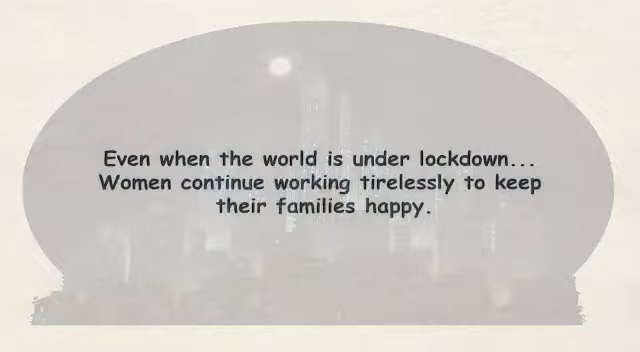 Even when the world is under lockdown...
Women continue working tirelessly to keep
their families happy.